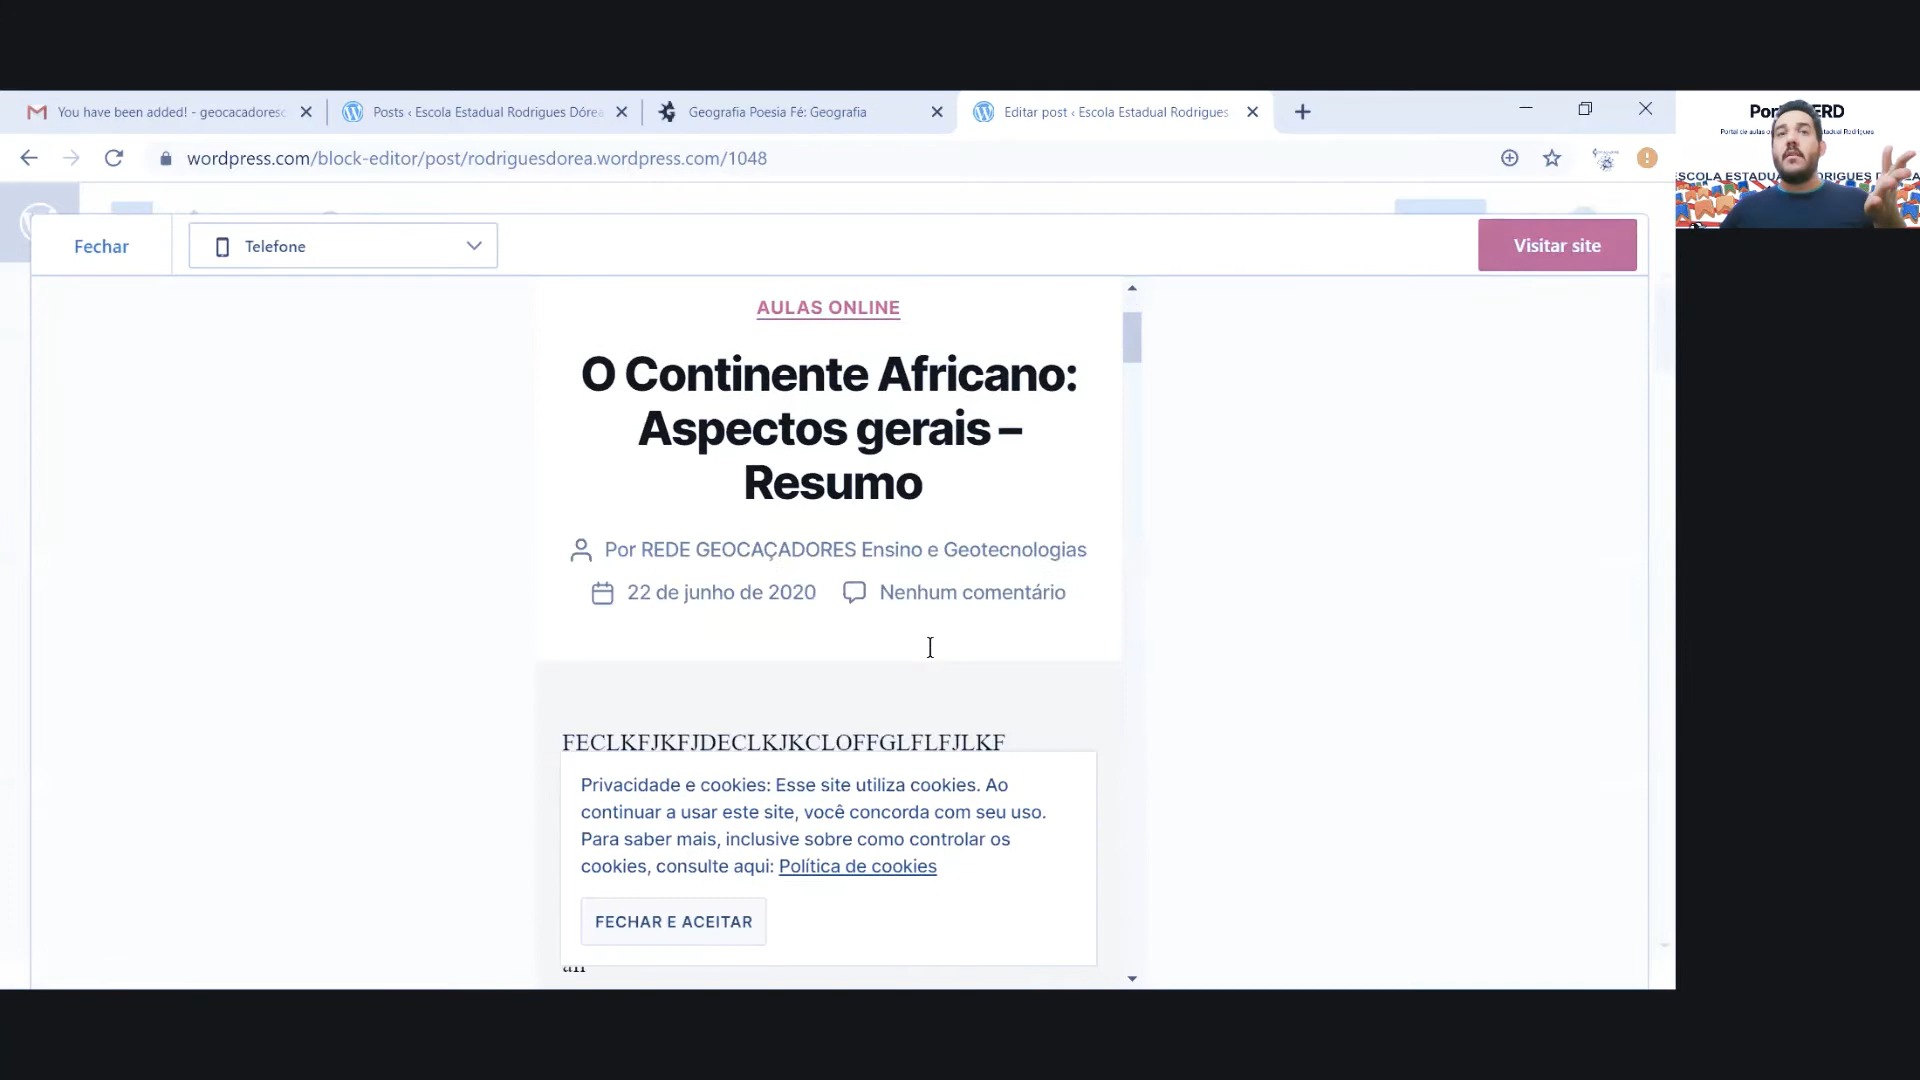 You have been added! - geocacadoresc
Posts ‹ Escola Estadual Rodrigues Dórea
Geografia Poesia Fé: Geografia
Editar post ‹ Escola Estadual Rodrigues
wordpress.com/block-editor/post/rodriguesdorea.wordpress.com/1048
Fechar
Telefone
Visitar site
AULAS ONLINE
O Continente Africano:
Aspectos gerais –
Resumo
Por REDE GEOCAÇADORES Ensino e Geotecnologias
22 de junho de 2020
Nenhum comentário
FECLKFJKFJDECLKJKCLOFFGLFLFJLKF
Privacidade e cookies: Esse site utiliza cookies. Ao
continuar a usar este site, você concorda com seu uso.
Para saber mais, inclusive sobre como controlar os
cookies, consulte aqui: Política de cookies
FECHAR E ACEITAR
Portal de aulas